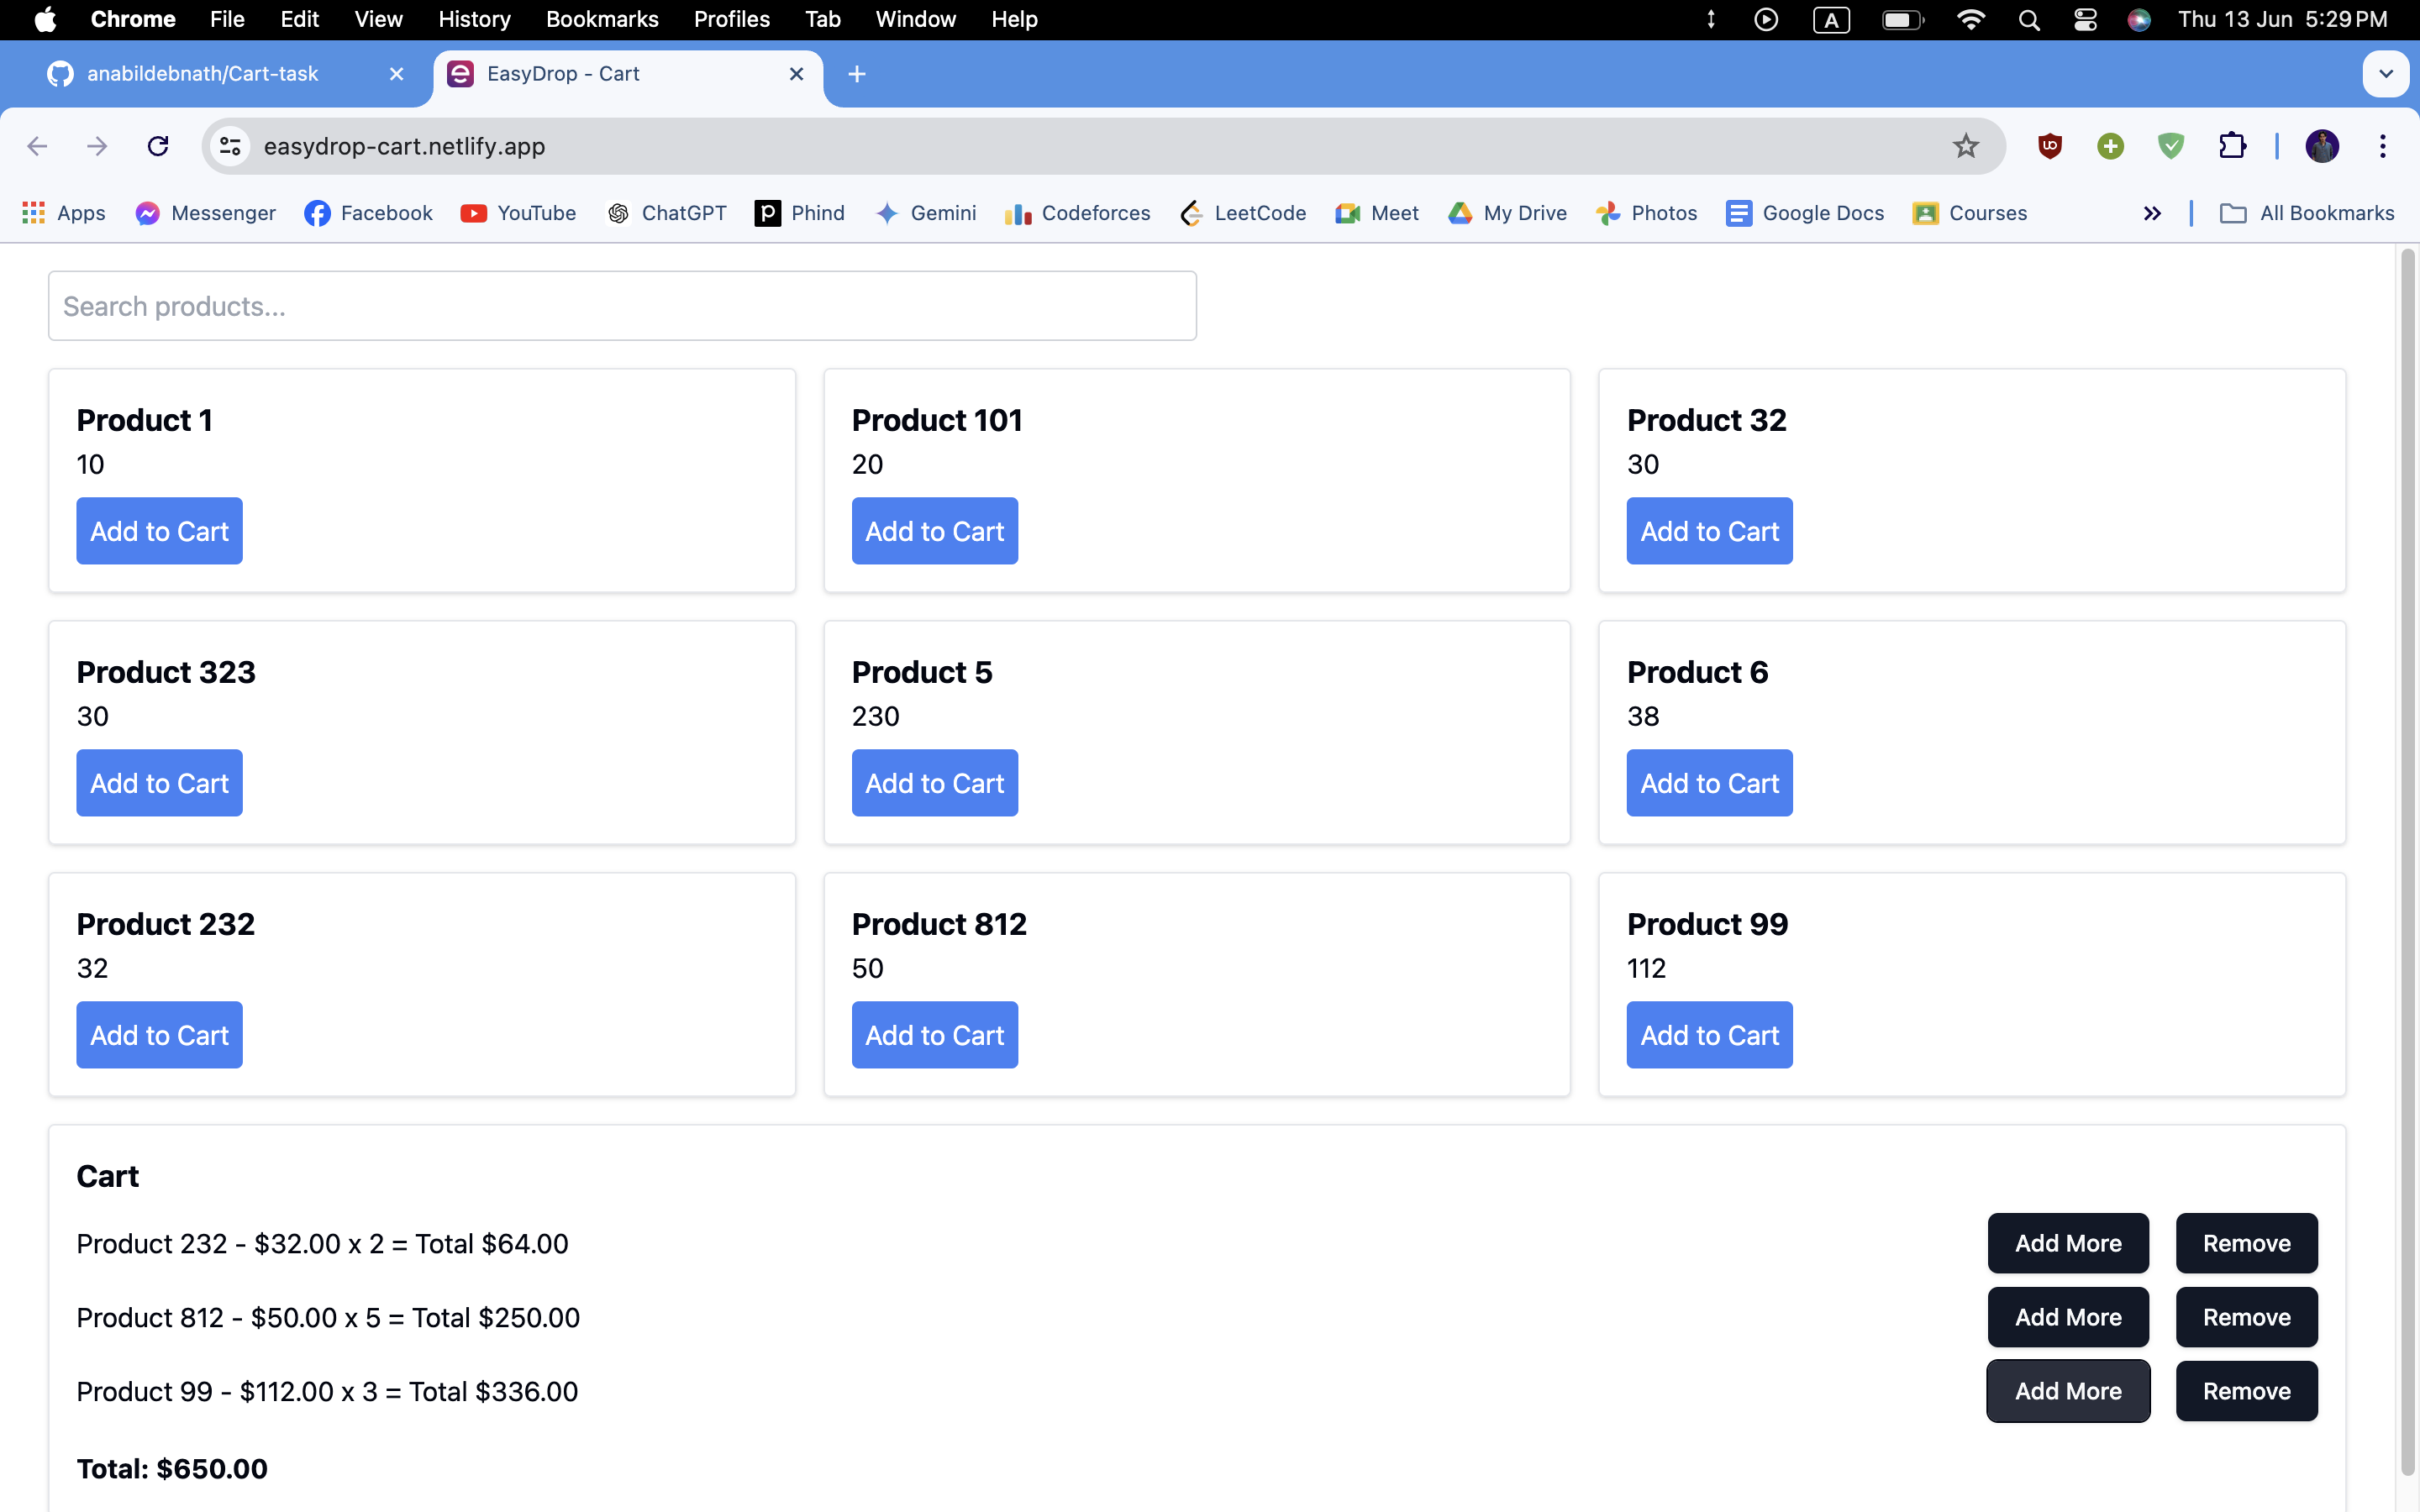 Chrome File Edit View History Bookmarks Profiles Tab Window Help A Thu 13 Jun 5:29 PM
anabildebnath/Cart-task EasyDrop - Cart
easydrop-cart.netlify.app
Apps Messenger Facebook YouTube ChatGPT Phind Gemini Codeforces LeetCode Meet My Drive Photos Google Docs Courses All Bookmarks
Search products...
Product 1 Product 101 Product 32
10 20 30
Add to Cart Add to Cart Add to Cart
Product 323 Product 5 Product 6
30 230 38
Add to Cart Add to Cart Add to Cart
Product 232 Product 812 Product 99
32 50 112
Add to Cart Add to Cart Add to Cart
Cart
Product 232 - $32.00 x 2 = Total $64.00 Add More Remove
Product 812 - $50.00 x 5 = Total $250.00 Add More Remove
Product 99 - $112.00 x 3 = Total $336.00 Add More Remove
Total: $650.00